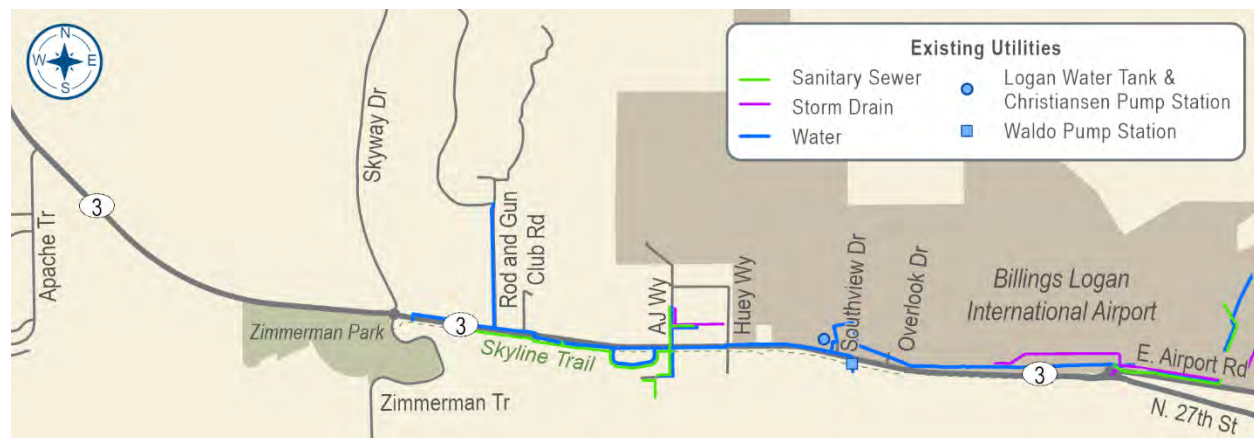 N
W E
S
Existing Utilities
Sanitary Sewer
Storm Drain
Water
Logan Water Tank &
Christiansen Pump Station
Waldo Pump Station
Apache Tr
3
Skyway Dr
Zimmerman Park
Zimmerman Tr
3
Skyline Trail
Rod and Gun
Club Rd
AJ Wy
Huey Wy
Southview Dr
Overlook Dr
Billings Logan
International Airport
3
E. Airport Rd
N. 27th St